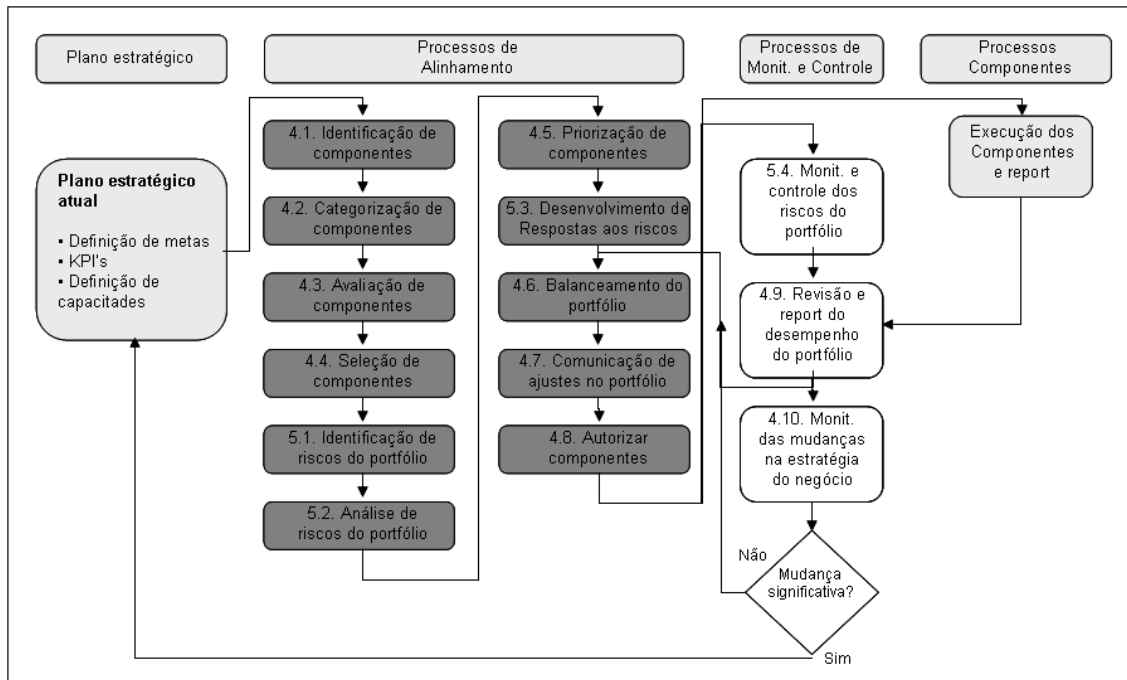 Plano estratégico
Processos de
Alinhamento
Processos de
Monit. e Controle
Processos
Componentes
Plano estratégico
atual
▪ Definição de metas
▪ KPI's
▪ Definição de
capacitades
4.1. Identificação de
componentes
4.2. Categorização de
componentes
4.3. Avaliação de
componentes
4.4. Seleção de
componentes
5.1. Identificação de
riscos do portfólio
5.2. Análise de
riscos do portfólio
4.5. Priorização de
componentes
5.3. Desenvolvimento de
Respostas aos riscos
4.6. Balanceamento do
portfólio
4.7. Comunicação de
ajustes no portfólio
4.8. Autorizar
componentes
5.4. Monit. e
controle dos
riscos do
portfólio
4.9. Revisão e
report do
desempenho
do portfólio
4.10. Monit.
das mudanças
na estratégia
do negócio
Não
Mudança
significativa?
Sim
Execução dos
Componentes
e report